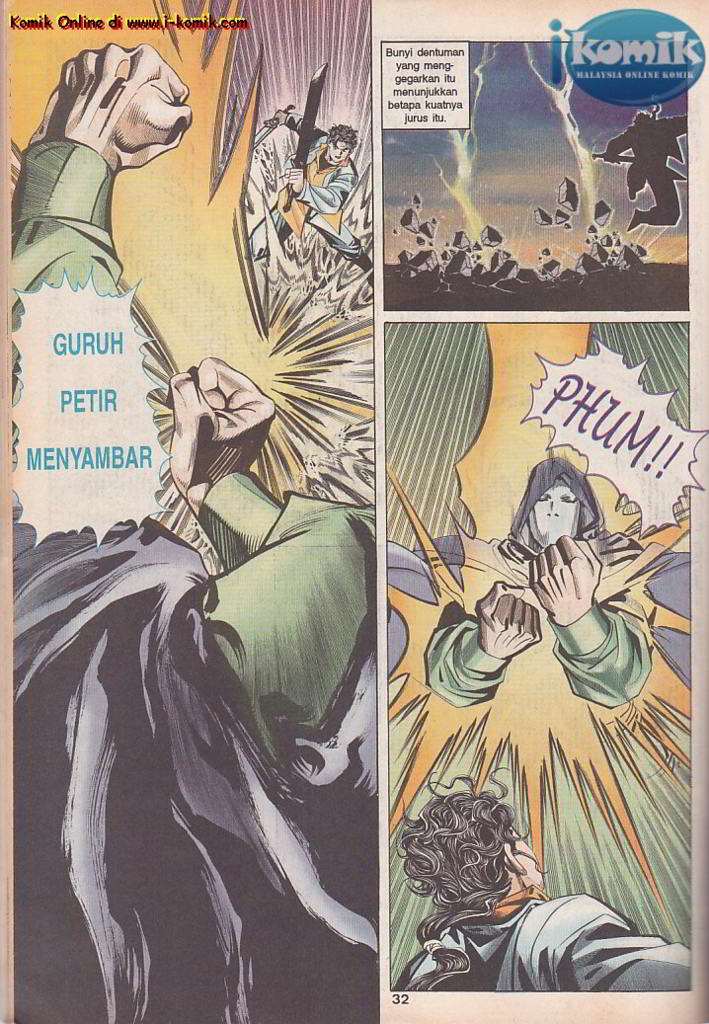 Komik Online di www.i-komik.com
ikomik
MALAYSIA ONLINE KOMIK
GURUH
PETIR
MENYAMBAR
Bunyi dentuman
yang meng-
gegarkan itu
menunjukkan
betapa kuatnya
jurus itu.
PHUM!!
32